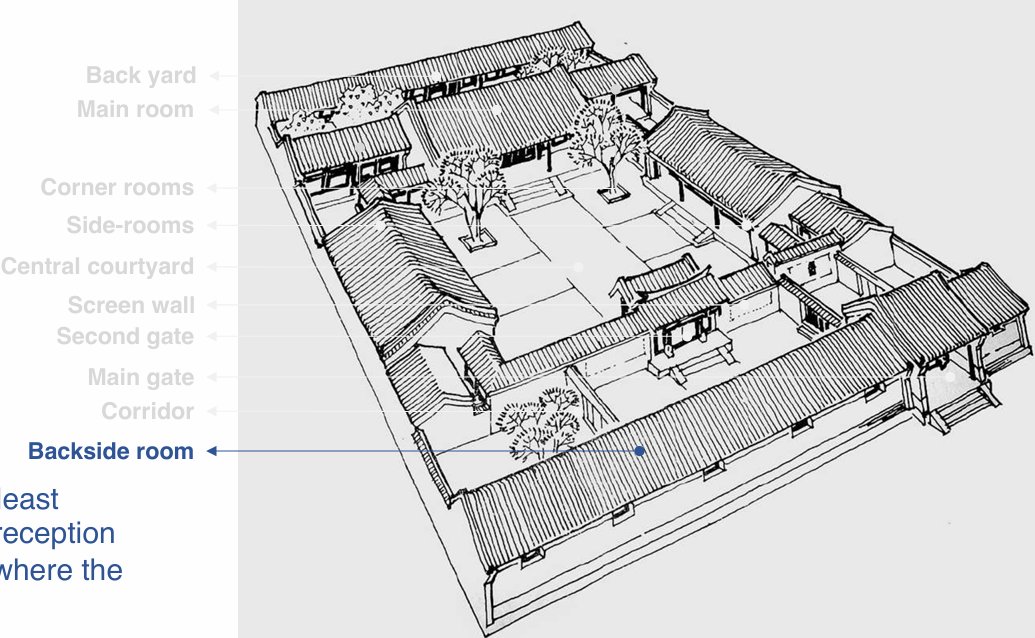 Back yard
Main room
Corner rooms
Side-rooms
Central courtyard
Screen wall
Second gate
Main gate
Corridor
Backside room
least
reception
where the